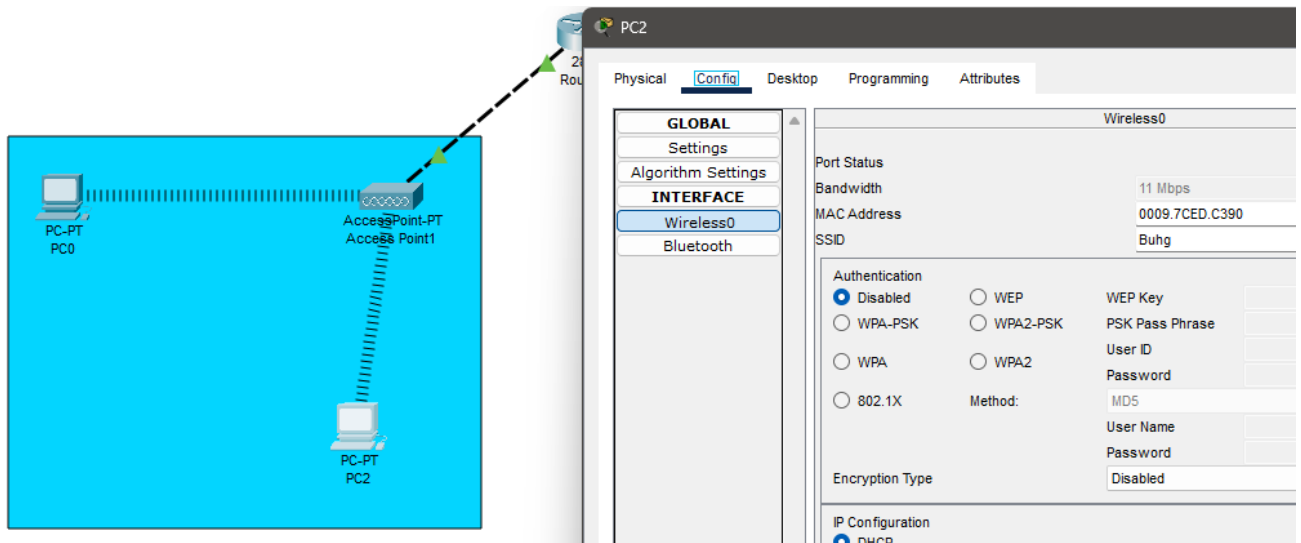 28
Rou
PC-PT
PC0
AccessPoint-PT
Access Point1
PC-PT
PC2
PC2
Physical Config Desktop Programming Attributes
GLOBAL
Settings
Algorithm Settings
INTERFACE
Wireless0
Bluetooth
Wireless0
Port Status
Bandwidth 11 Mbps
MAC Address 0009.7CED.C390
SSID Buhg
Authentication
Disabled WEP WEP Key
WPA-PSK WPA2-PSK PSK Pass Phrase
User ID
WPA WPA2
Password
802.1X Method: MD5
User Name
Password
Encryption Type Disabled
IP Configuration
DHCP